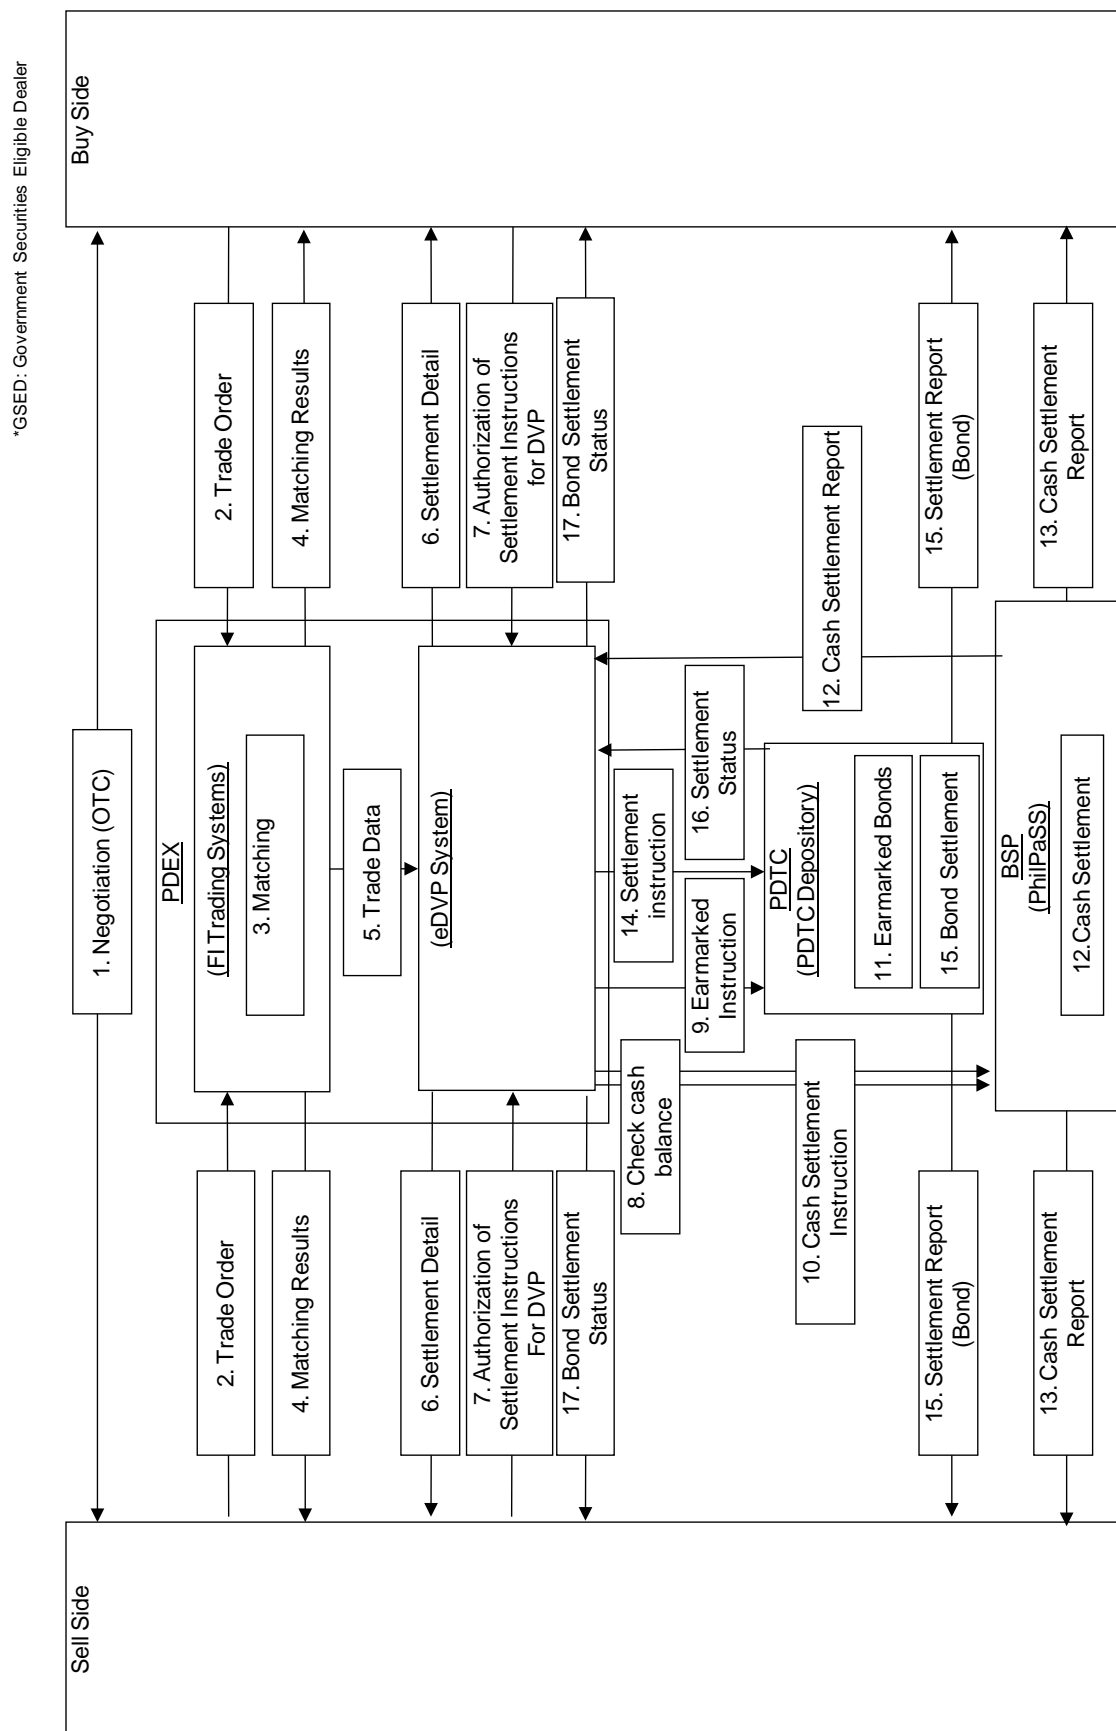 *GSED: Government Securities Eligible Dealer
Sell Side
Buy Side
1. Negotiation (OTC)
PDEX
(FI Trading Systems)
2. Trade Order
2. Trade Order
3. Matching
4. Matching Results
4. Matching Results
5. Trade Data
(eDVP System)
6. Settlement Detail
6. Settlement Detail
7. Authorization of
Settlement Instructions
For DVP
7. Authorization of
Settlement Instructions
for DVP
17. Bond Settlement
Status
17. Bond Settlement
Status
8. Check cash
balance
9. Earmarked
Instruction
14. Settlement
instruction
16. Settlement
Status
10. Cash Settlement
Instruction
12. Cash Settlement Report
PDTC
(PDTC Depository)
11. Earmarked Bonds
15. Bond Settlement
15. Settlement Report
(Bond)
15. Settlement Report
(Bond)
BSP
(PhilPaSS)
12.Cash Settlement
13. Cash Settlement
Report
13. Cash Settlement
Report